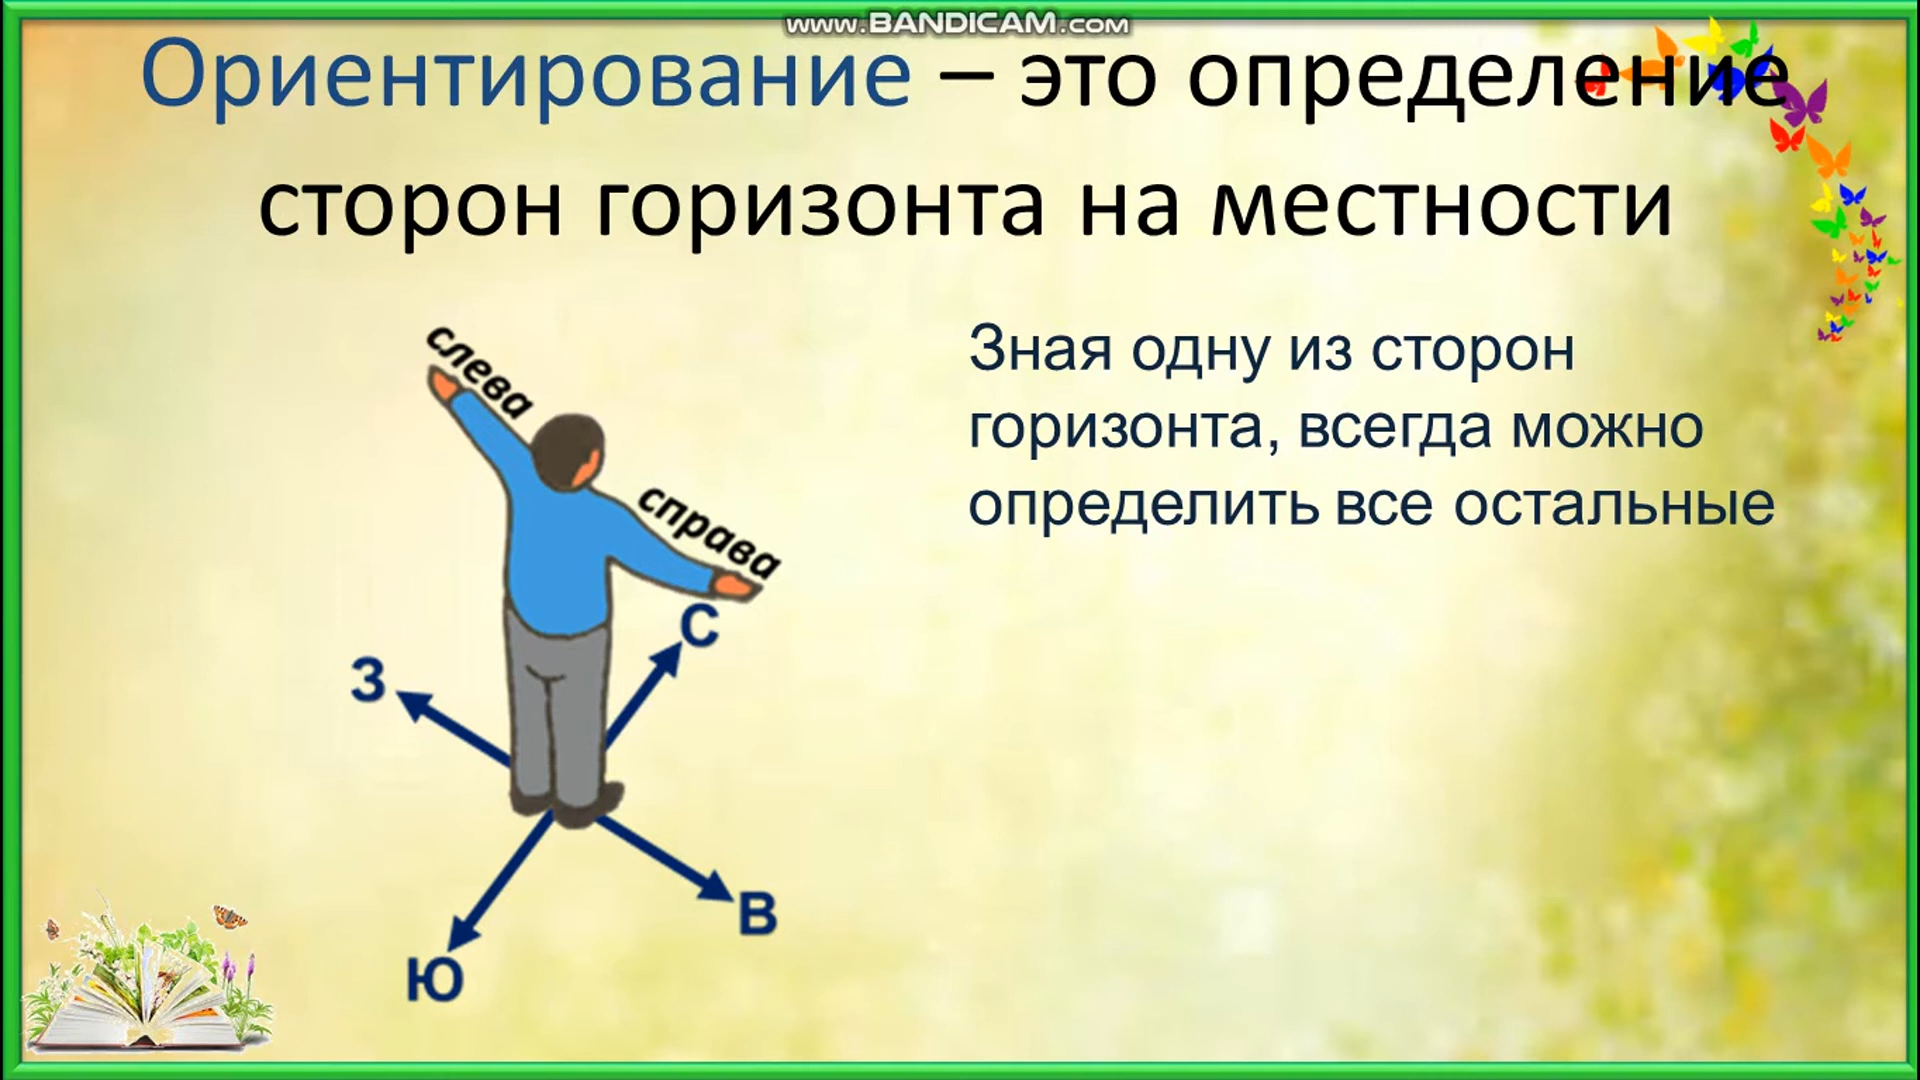 www.BANDICAM.com
Ориентирование – это определение
сторон горизонта на местности
слева
справа
Зная одну из сторон
горизонта, всегда можно
определить все остальные
С
З
В
Ю